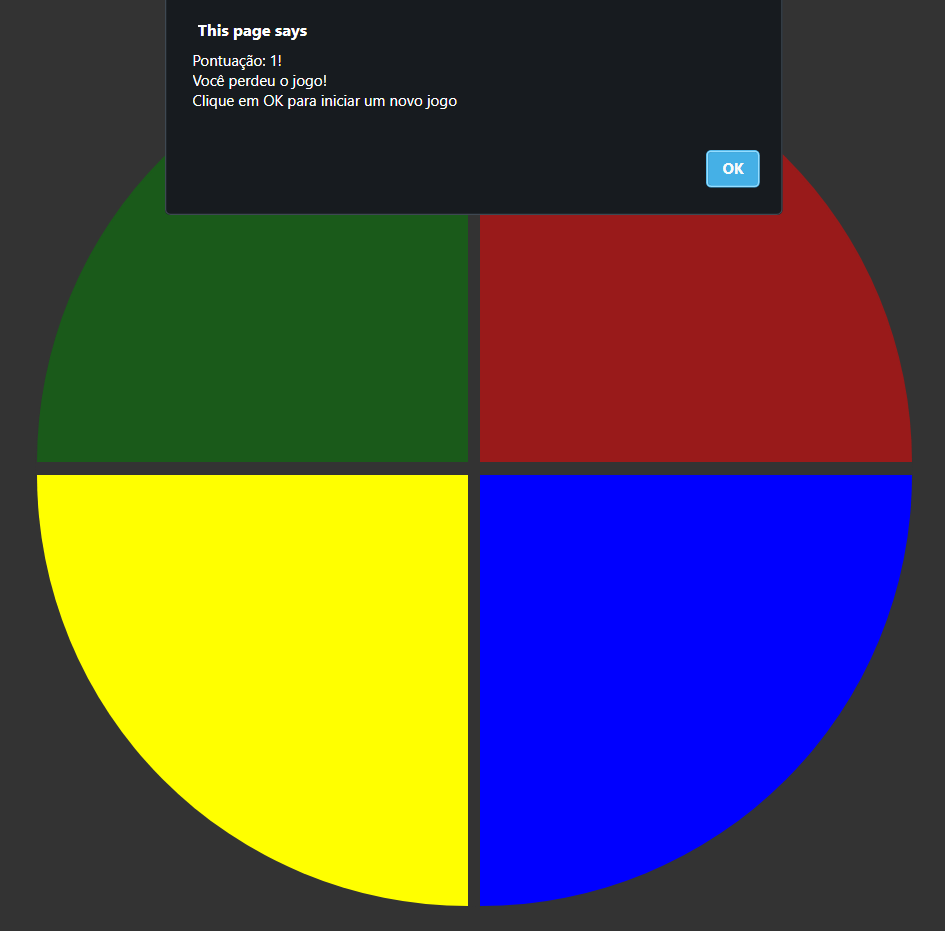 This page says
Pontuação: 1!
Você perdeu o jogo!
Clique em OK para iniciar um novo jogo
OK